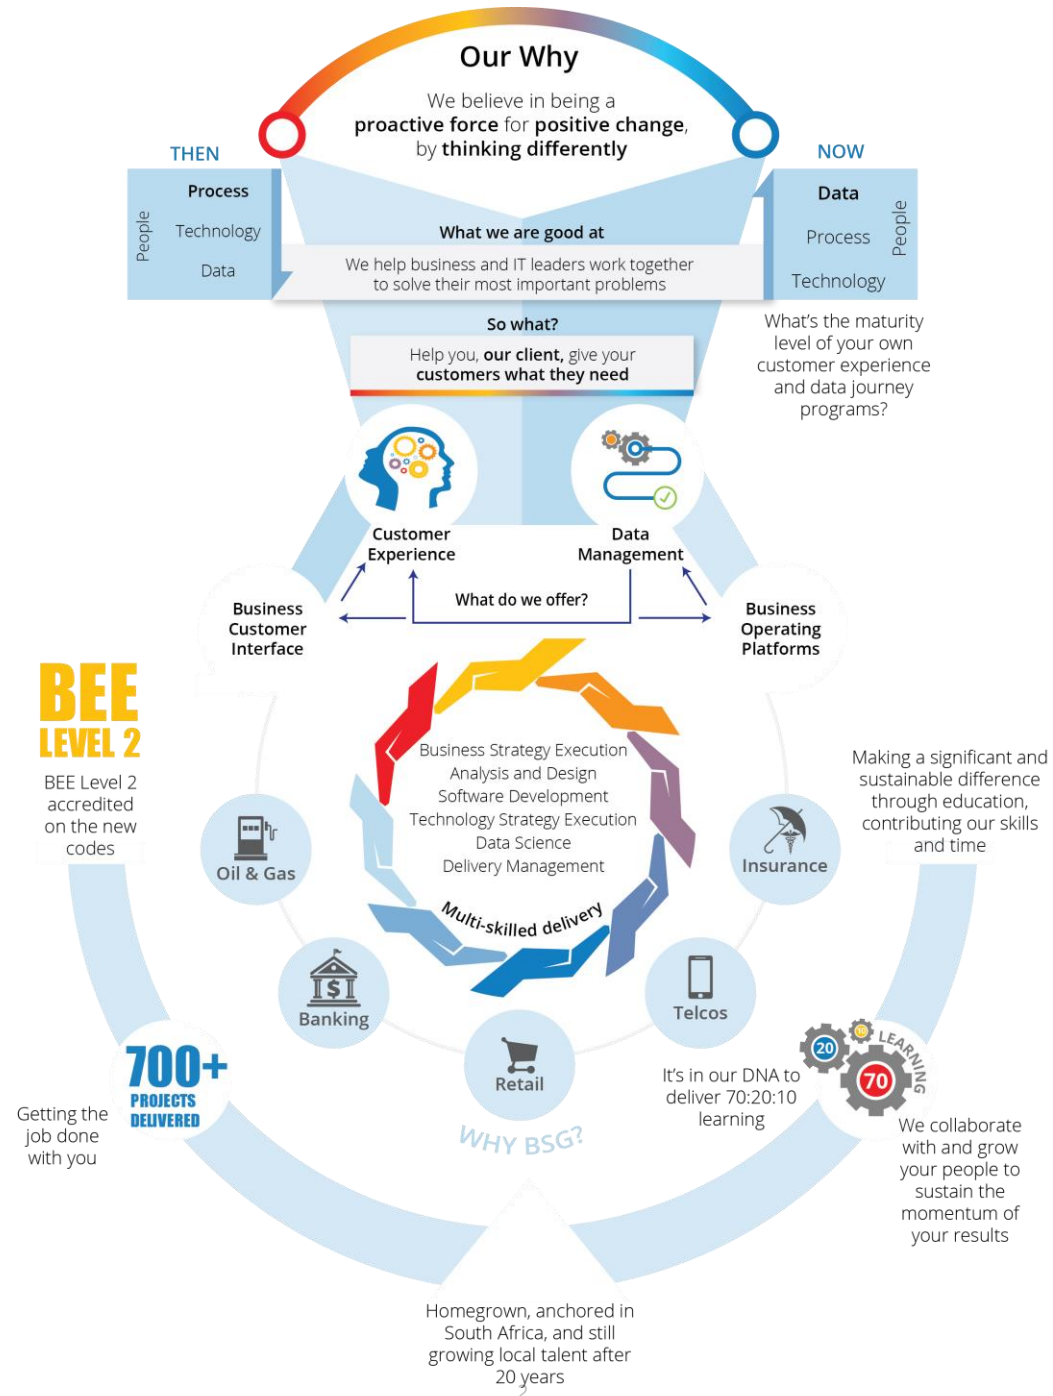 Our Why
We believe in being a
proactive force for positive change,
by thinking differently
THEN
People
Process
Technology
Data
NOW
Data
Process
Technology
People
What we are good at
We help business and IT leaders work together
to solve their most important problems
So what?
Help you, our client, give your
customers what they need
What's the maturity
level of your own
customer experience
and data journey
programs?
Customer
Experience
Data
Management
What do we offer?
Business
Customer
Interface
Business
Operating
Platforms
Business Strategy Execution
Analysis and Design
Software Development
Technology Strategy Execution
Data Science
Delivery Management
Multi-skilled delivery
BEE
LEVEL 2
BEE Level 2
accredited
on the new
codes
Making a significant and
sustainable difference
through education,
contributing our skills
and time
Oil & Gas
Insurance
Banking
$
Telcos
Retail
WHY BSG?
700+
PROJECTS
DELIVERED
Getting the
job done
with you
It's in our DNA to
deliver 70:20:10
learning
20
10
70
LEARNING
We collaborate
with and grow
your people to
sustain the
momentum of
your results
Homegrown, anchored in
South Africa, and still
growing local talent after
20 years